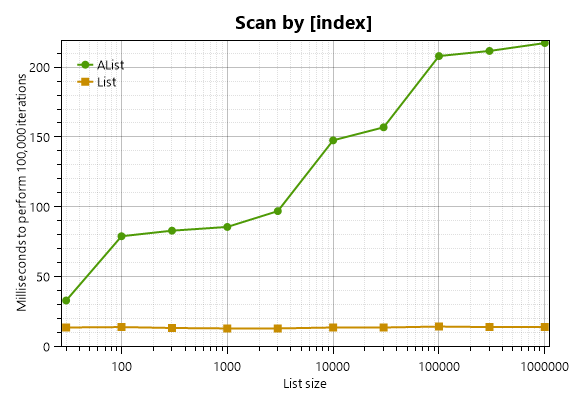 Scan by [index]
AList
List
Milliseconds to perform 100,000 iterations
200
150
100
50
0
100
1000
10000
100000
1000000
List size